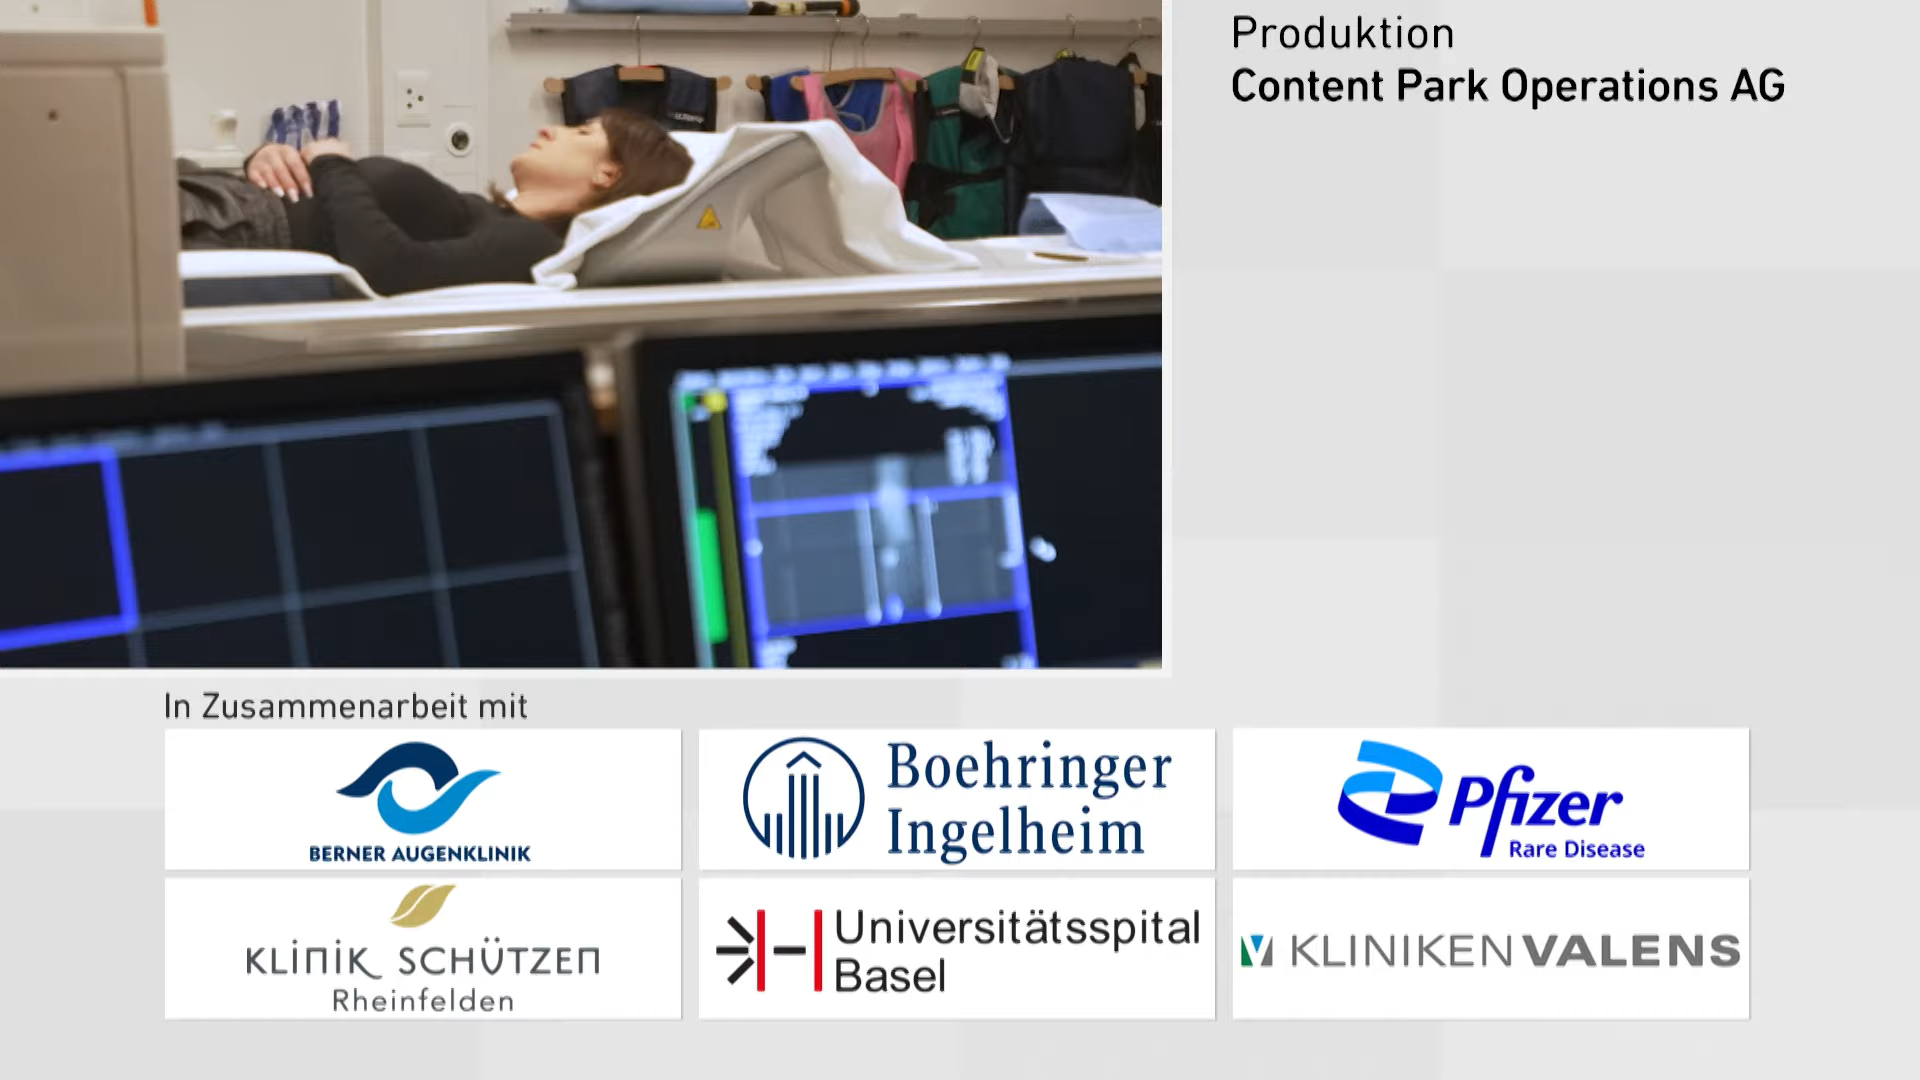 Produktion
Content Park Operations AG
In Zusammenarbeit mit
BERNER AUGENKLINIK
Boehringer
Ingelheim
Pfizer
Rare Disease
KLINIK SCHÜTZEN
Rheinfelden
Universitätsspital
Basel
KLINIKEN VALENS